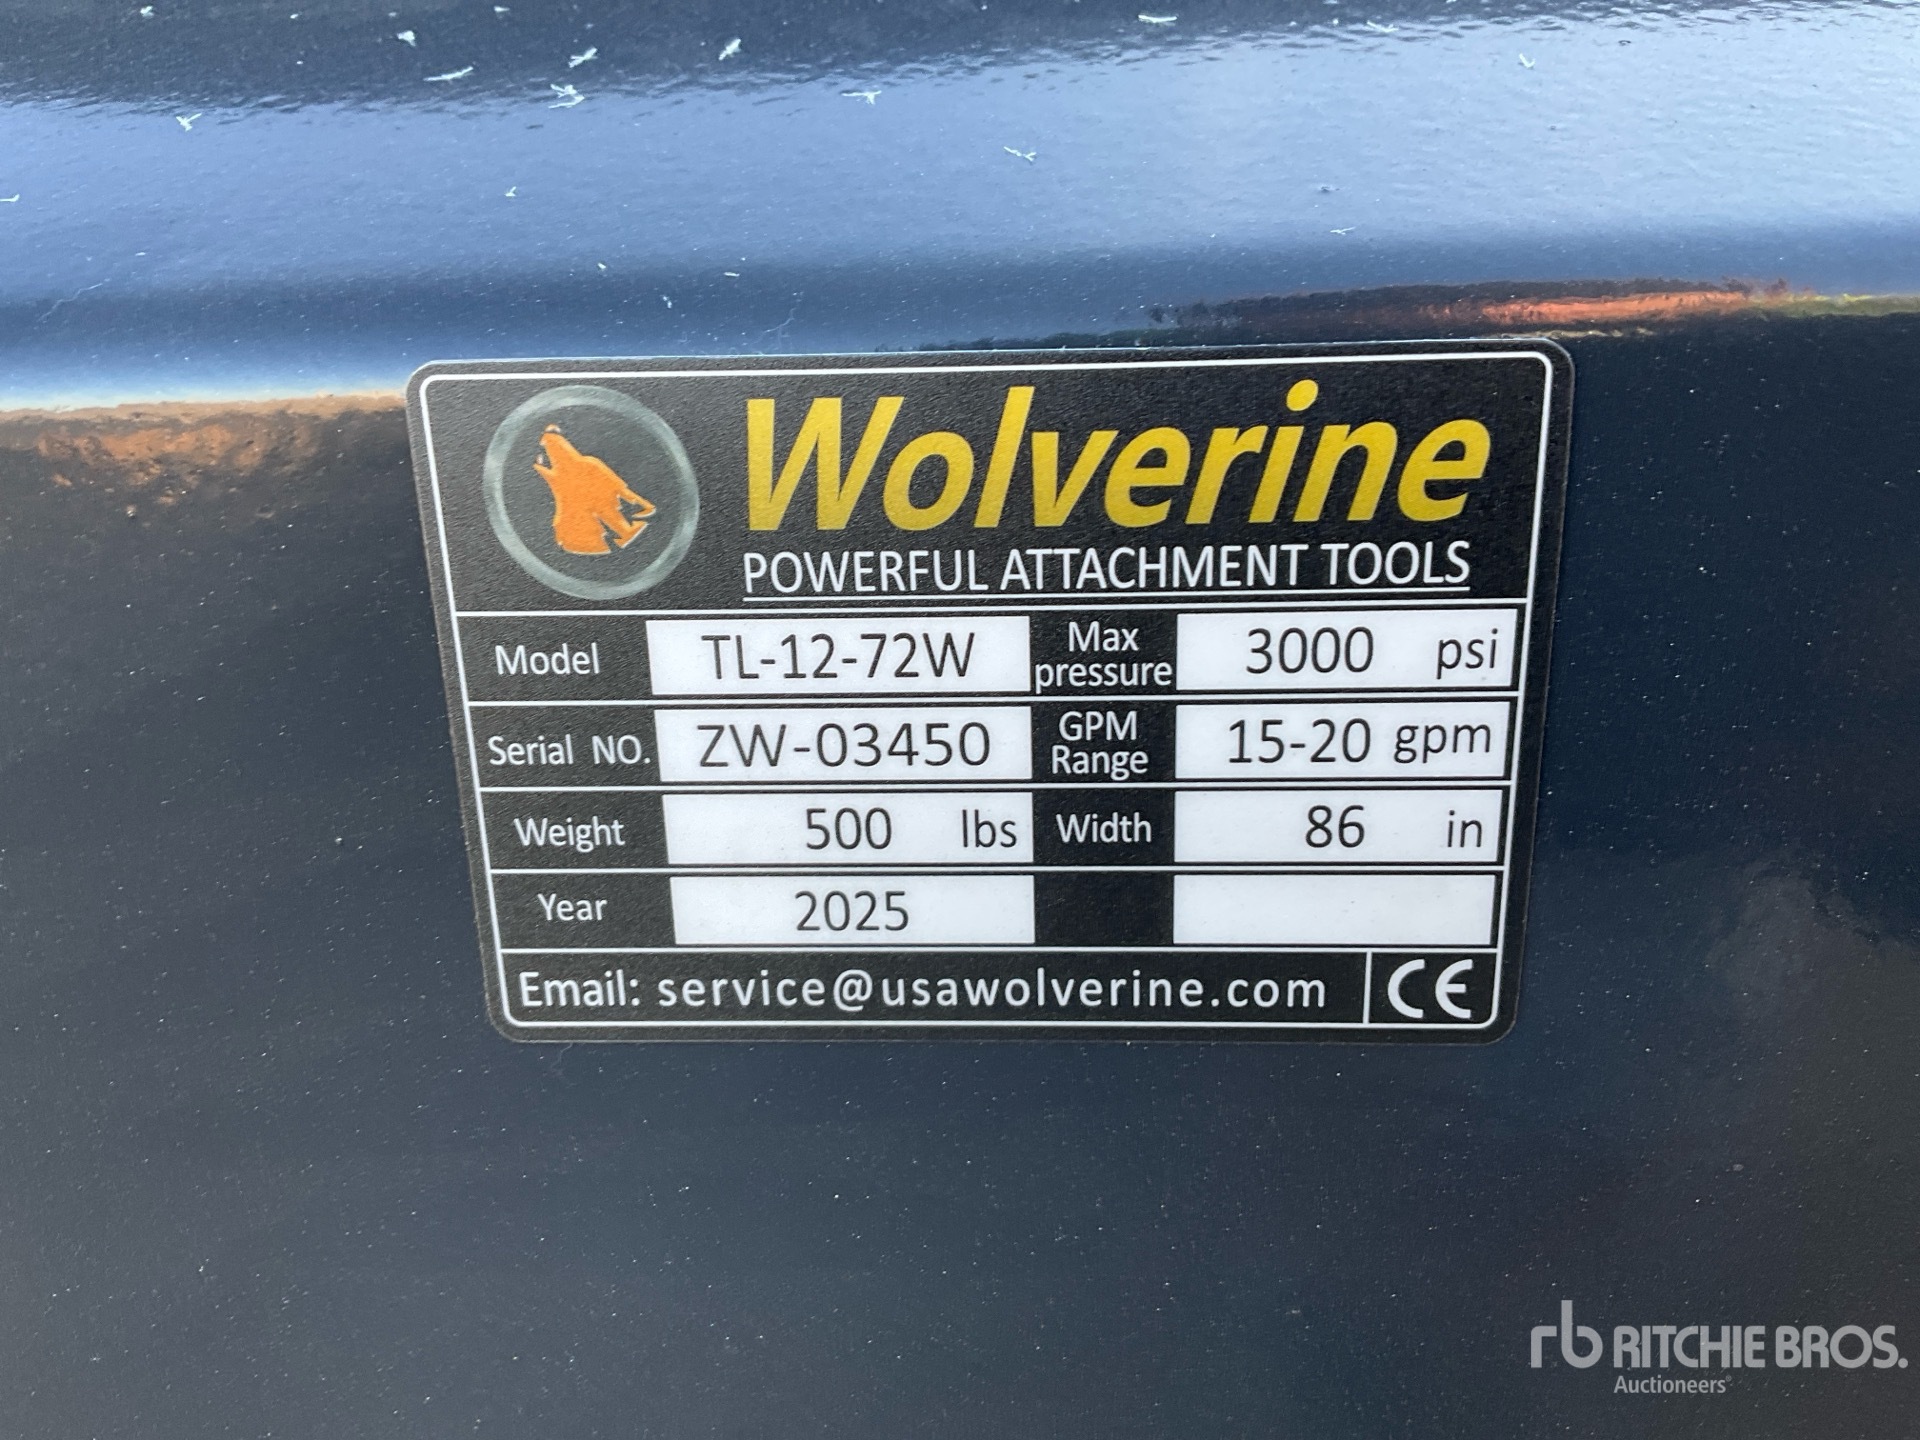 Wolverine
POWERFUL ATTACHMENT TOOLS
Model TL-12-72W Max pressure 3000 psi
Serial NO. ZW-03450 GPM Range 15-20 gpm
Weight 500 lbs Width 86 in
Year 2025
Email: service@usawolverine.com CE
rb RITCHIE BROS.
Auctioneers